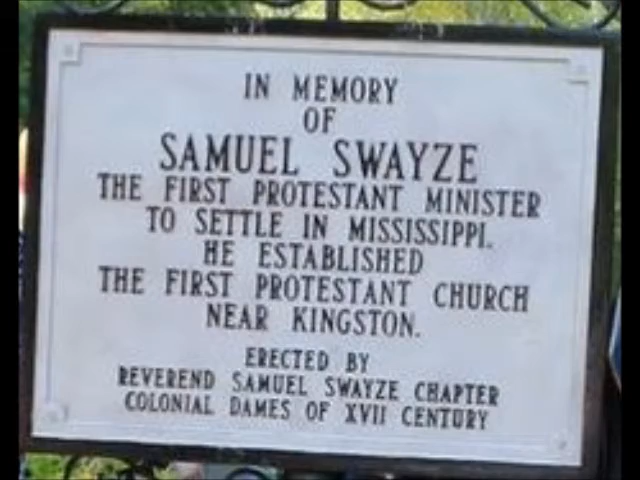 IN MEMORY
OF
SAMUEL SWAYZE
THE FIRST PROTESTANT MINISTER
TO SETTLE IN MISSISSIPPI.
HE ESTABLISHED
THE FIRST PROTESTANT CHURCH
NEAR KINGSTON.
ERECTED BY
REVEREND SAMUEL SWAYZE CHAPTER
COLONIAL DAMES OF XVII CENTURY